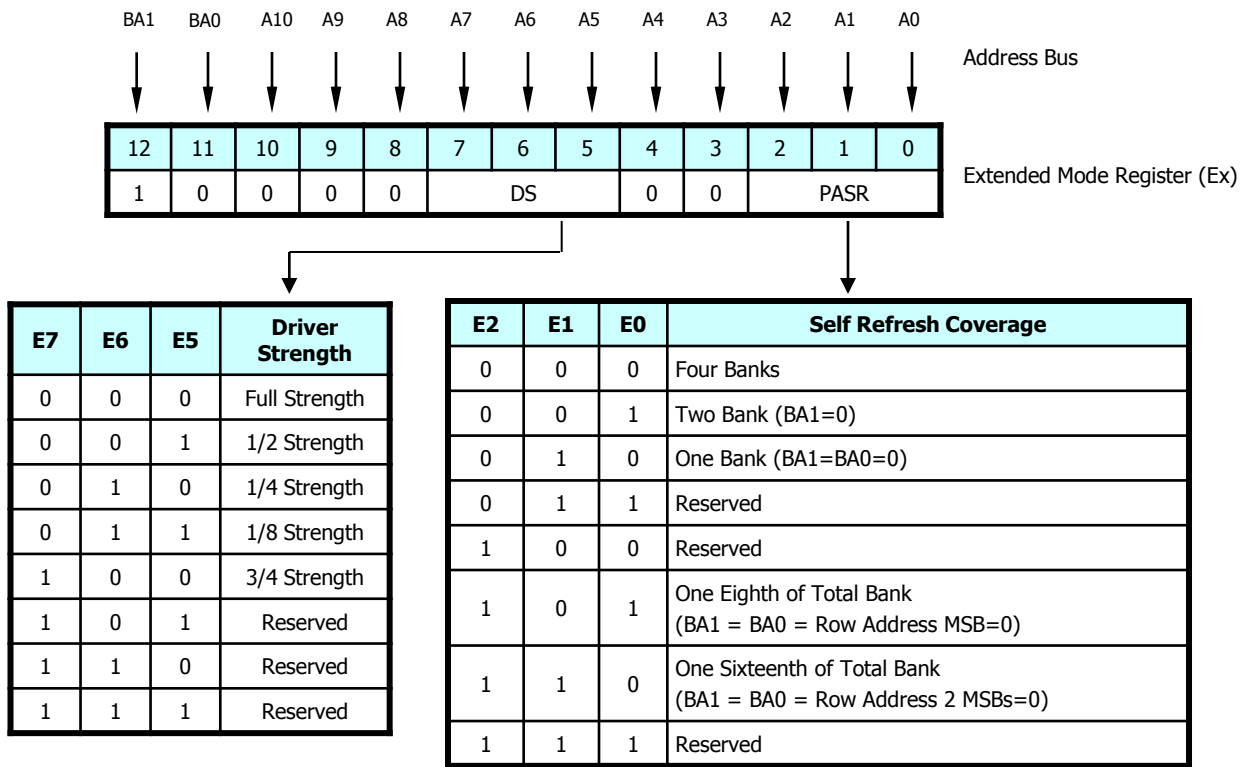 BA1 BA0 A10 A9 A8 A7 A6 A5 A4 A3 A2 A1 A0
Address Bus
12 11 10 9 8 7 6 5 4 3 2 1 0
1 0 0 0 0 DS 0 0 PASR
Extended Mode Register (Ex)
E7 E6 E5 Driver
Strength
0 0 0 Full Strength
0 0 1 1/2 Strength
0 1 0 1/4 Strength
0 1 1 1/8 Strength
1 0 0 3/4 Strength
1 0 1 Reserved
1 1 0 Reserved
1 1 1 Reserved
E2 E1 E0 Self Refresh Coverage
0 0 0 Four Banks
0 0 1 Two Bank (BA1=0)
0 1 0 One Bank (BA1=BA0=0)
0 1 1 Reserved
1 0 0 Reserved
1 0 1 One Eighth of Total Bank
(BA1 = BA0 = Row Address MSB=0)
1 1 0 One Sixteenth of Total Bank
(BA1 = BA0 = Row Address 2 MSBs=0)
1 1 1 Reserved